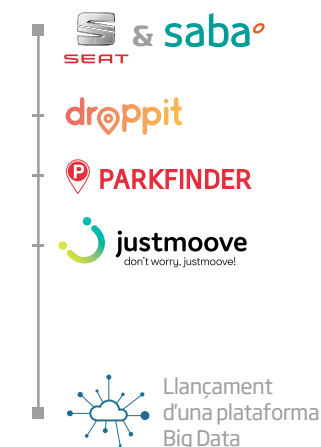 SEAT & saba
droppit
P PARKFINDER
justmoove
don't worry, justmoove!
Llançament
d'una plataforma
Big Data